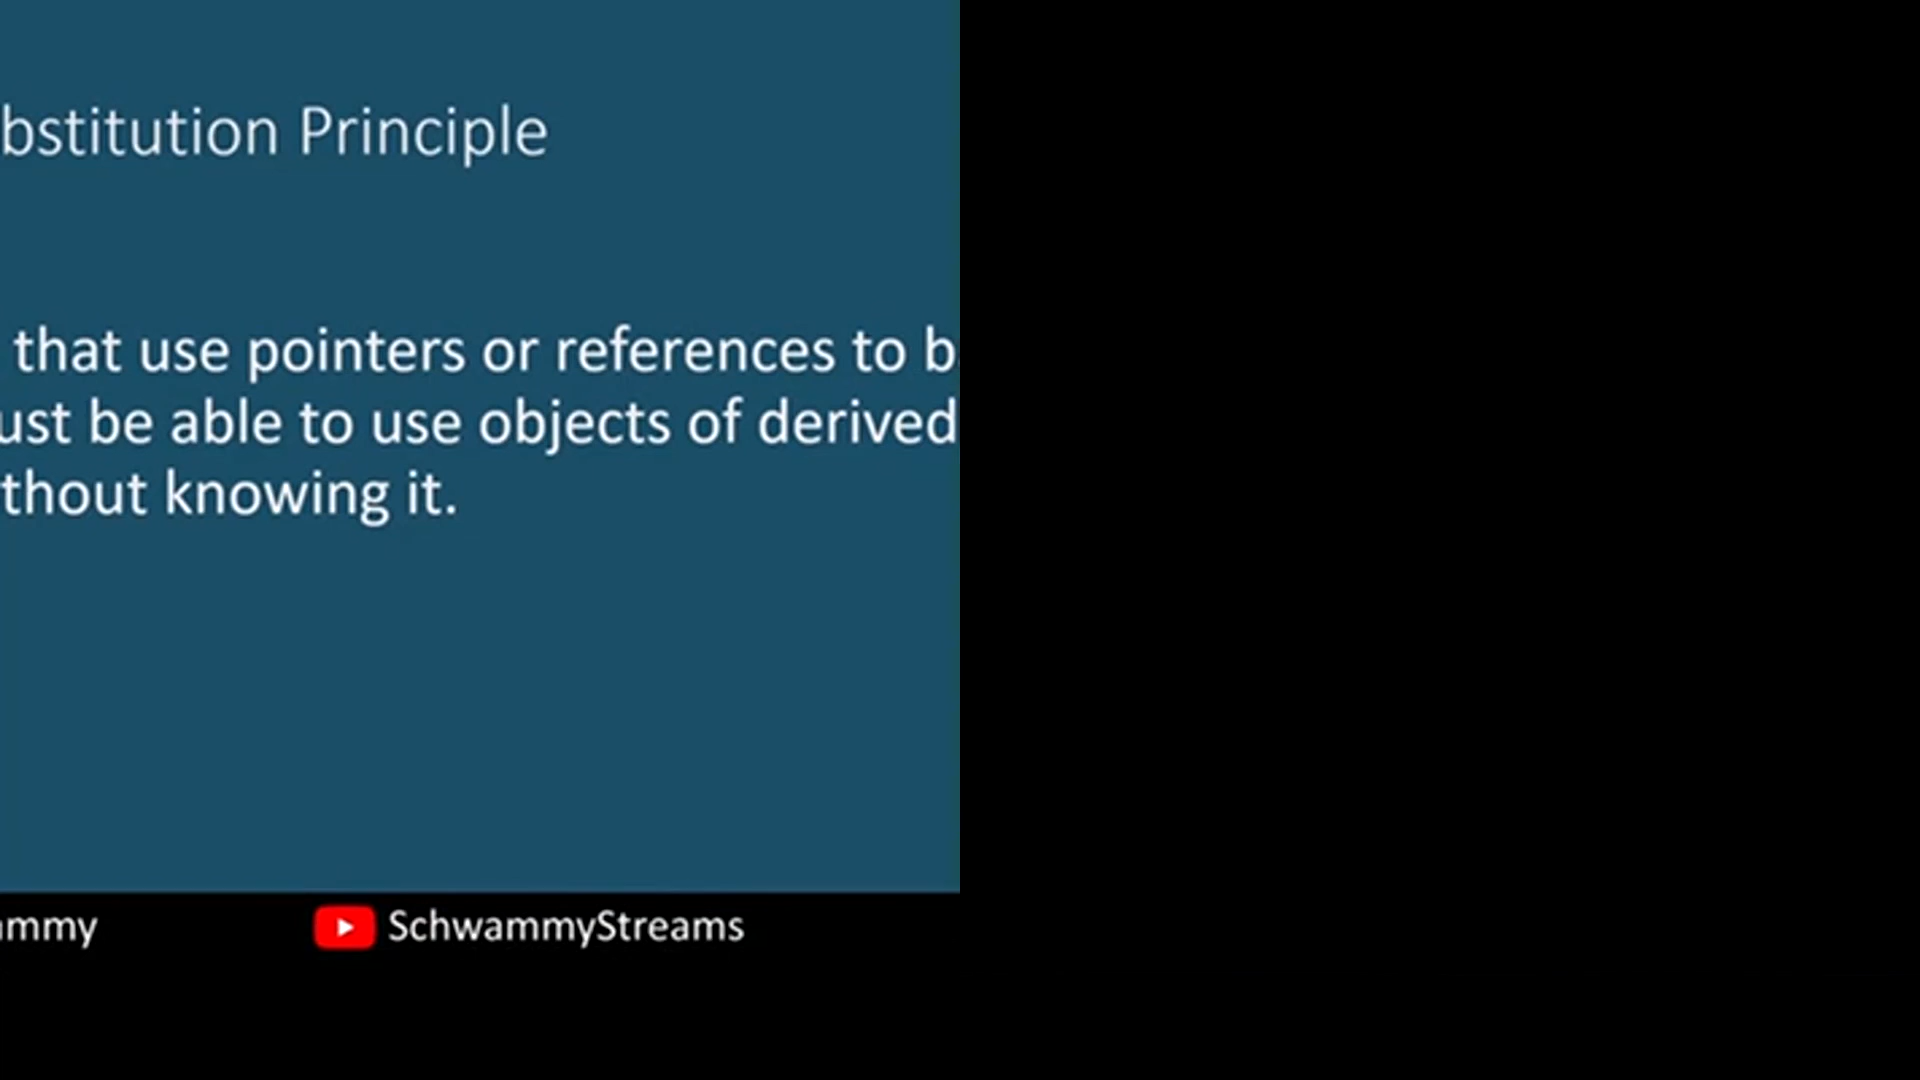 bstitution Principle
that use pointers or references to b
ust be able to use objects of derived
thout knowing it.
ammy
SchwammyStreams